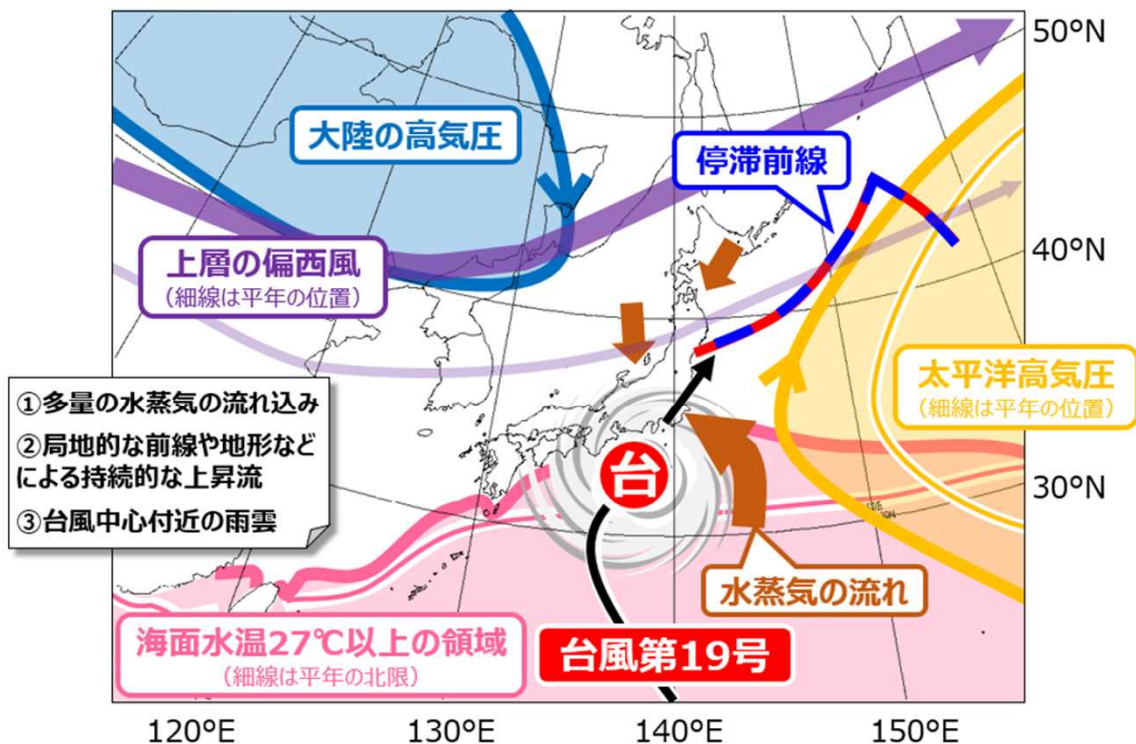 大陸の高気圧
停滞前線
上層の偏西風
（細線は平年の位置）
太平洋高気圧
（細線は平年の位置）
①多量の水蒸気の流れ込み
②局地的な前線や地形など
による持続的な上昇流
③台風中心付近の雨雲
台
水蒸気の流れ
海面水温27℃以上の領域
（細線は平年の北限）
台風第19号
50°N
40°N
30°N
120°E
130°E
140°E
150°E